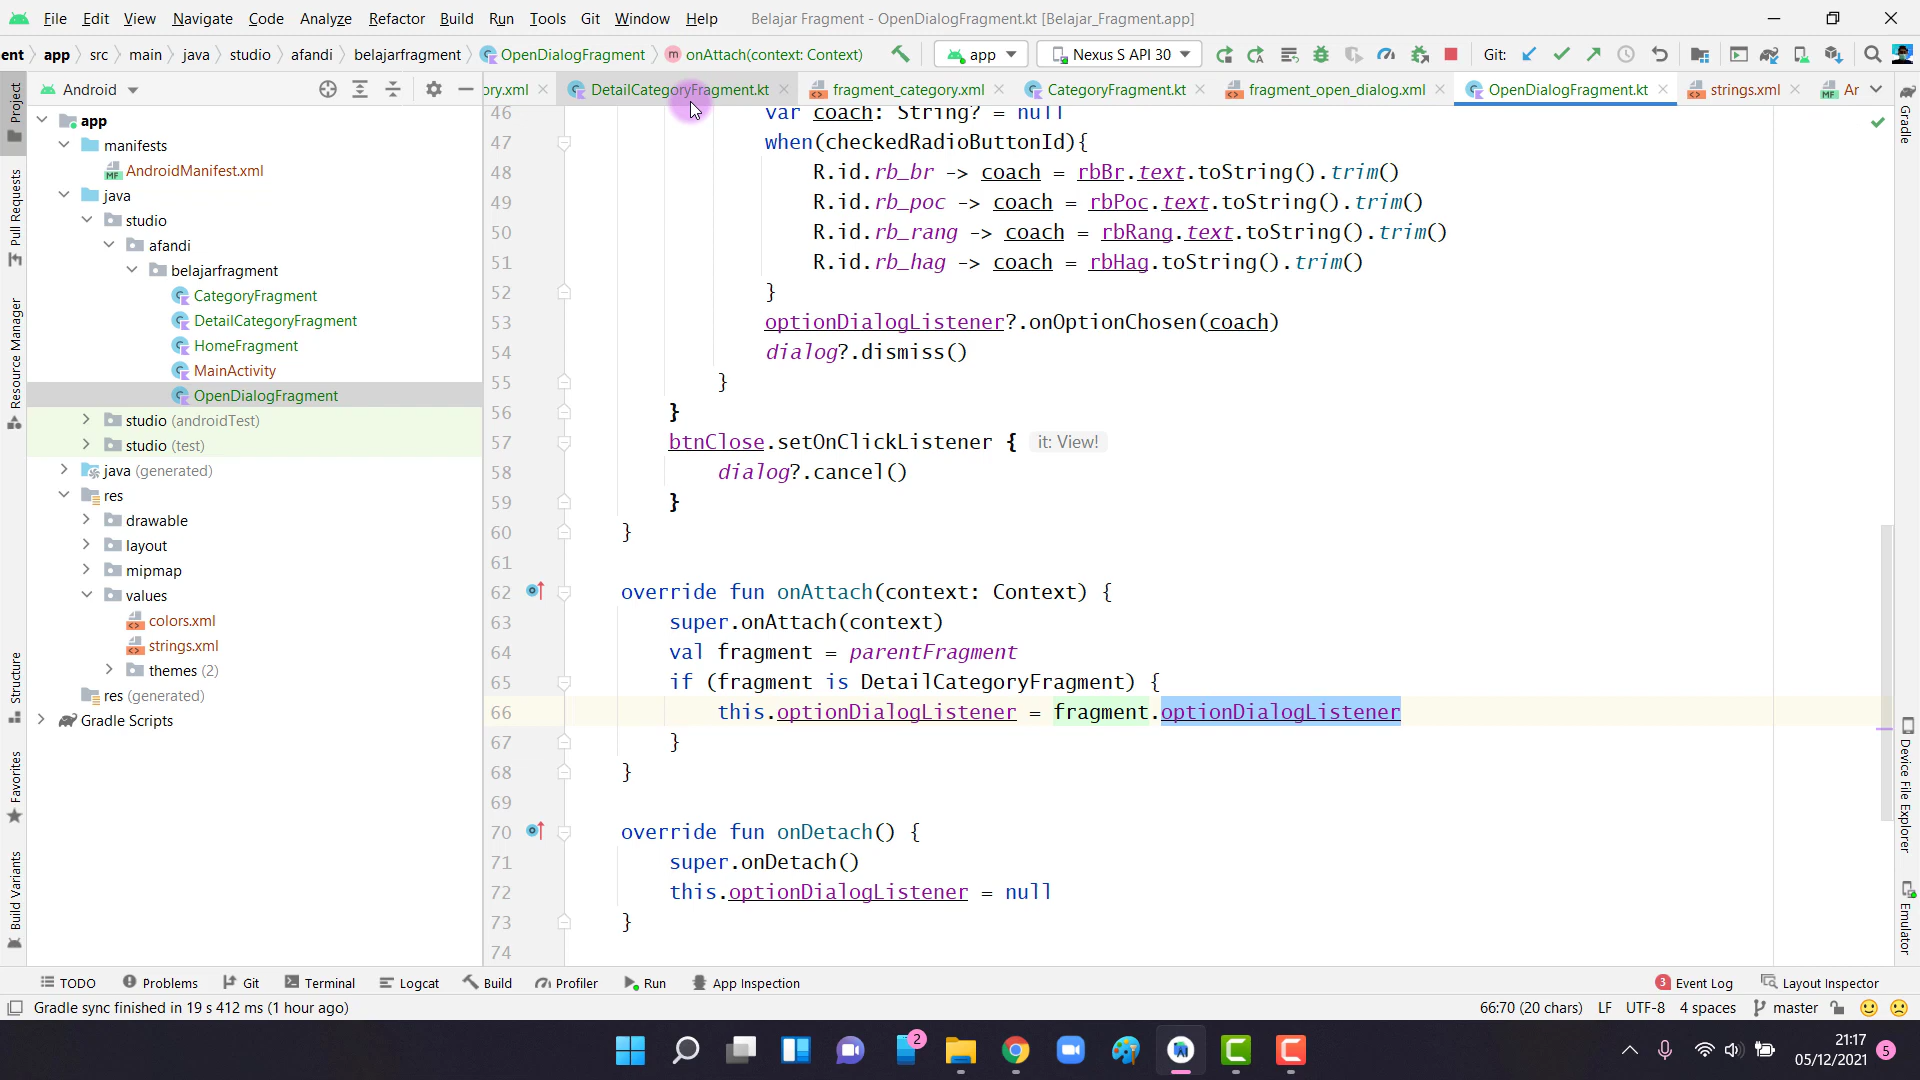 File Edit View Navigate Code Analyze Refactor Build Run Tools Git Window Help Belajar Fragment - OpenDialogFragment.kt [Belajar_Fragment.app]
ent app src main java studio afandi belajarfragment OpenDialogFragment onAttach(context: Context) app Nexus S API 30 Git:
Android
ory.xml DetailCategoryFragment.kt fragment_category.xml CategoryFragment.kt fragment_open_dialog.xml OpenDialogFragment.kt strings.xml Ar
app
manifests
AndroidManifest.xml
java
studio
afandi
belajarfragment
CategoryFragment
DetailCategoryFragment
HomeFragment
MainActivity
OpenDialogFragment
studio (androidTest)
studio (test)
java (generated)
res
drawable
layout
mipmap
values
colors.xml
strings.xml
themes (2)
res (generated)
Gradle Scripts
Project
Pull Requests
Resource Manager
Structure
Favorites
Build Variants
46 var coach: String? = null
47 when(checkedRadioButtonId){
48 R.id.rb_br -> coach = rbBr.text.toString().trim()
49 R.id.rb_poc -> coach = rbPoc.text.toString().trim()
50 R.id.rb_rang -> coach = rbRang.text.toString().trim()
51 R.id.rb_hag -> coach = rbHag.toString().trim()
52 }
53 optionDialogListener?.onOptionChosen(coach)
54 dialog?.dismiss()
55 }
56 }
57 btnClose.setOnClickListener { it: View!
58 dialog?.cancel()
59 }
60 }
61
62 override fun onAttach(context: Context) {
63 super.onAttach(context)
64 val fragment = parentFragment
65 if (fragment is DetailCategoryFragment) {
66 this.optionDialogListener = fragment.optionDialogListener
67 }
68 }
69
70 override fun onDetach() {
71 super.onDetach()
72 this.optionDialogListener = null
73 }
74
Gradle
Device File Explorer
Emulator
TODO Problems Git Terminal Logcat Build Profiler Run App Inspection 3 Event Log Layout Inspector
Gradle sync finished in 19 s 412 ms (1 hour ago) 66:70 (20 chars) LF UTF-8 4 spaces master
2
21:17
05/12/2021
5